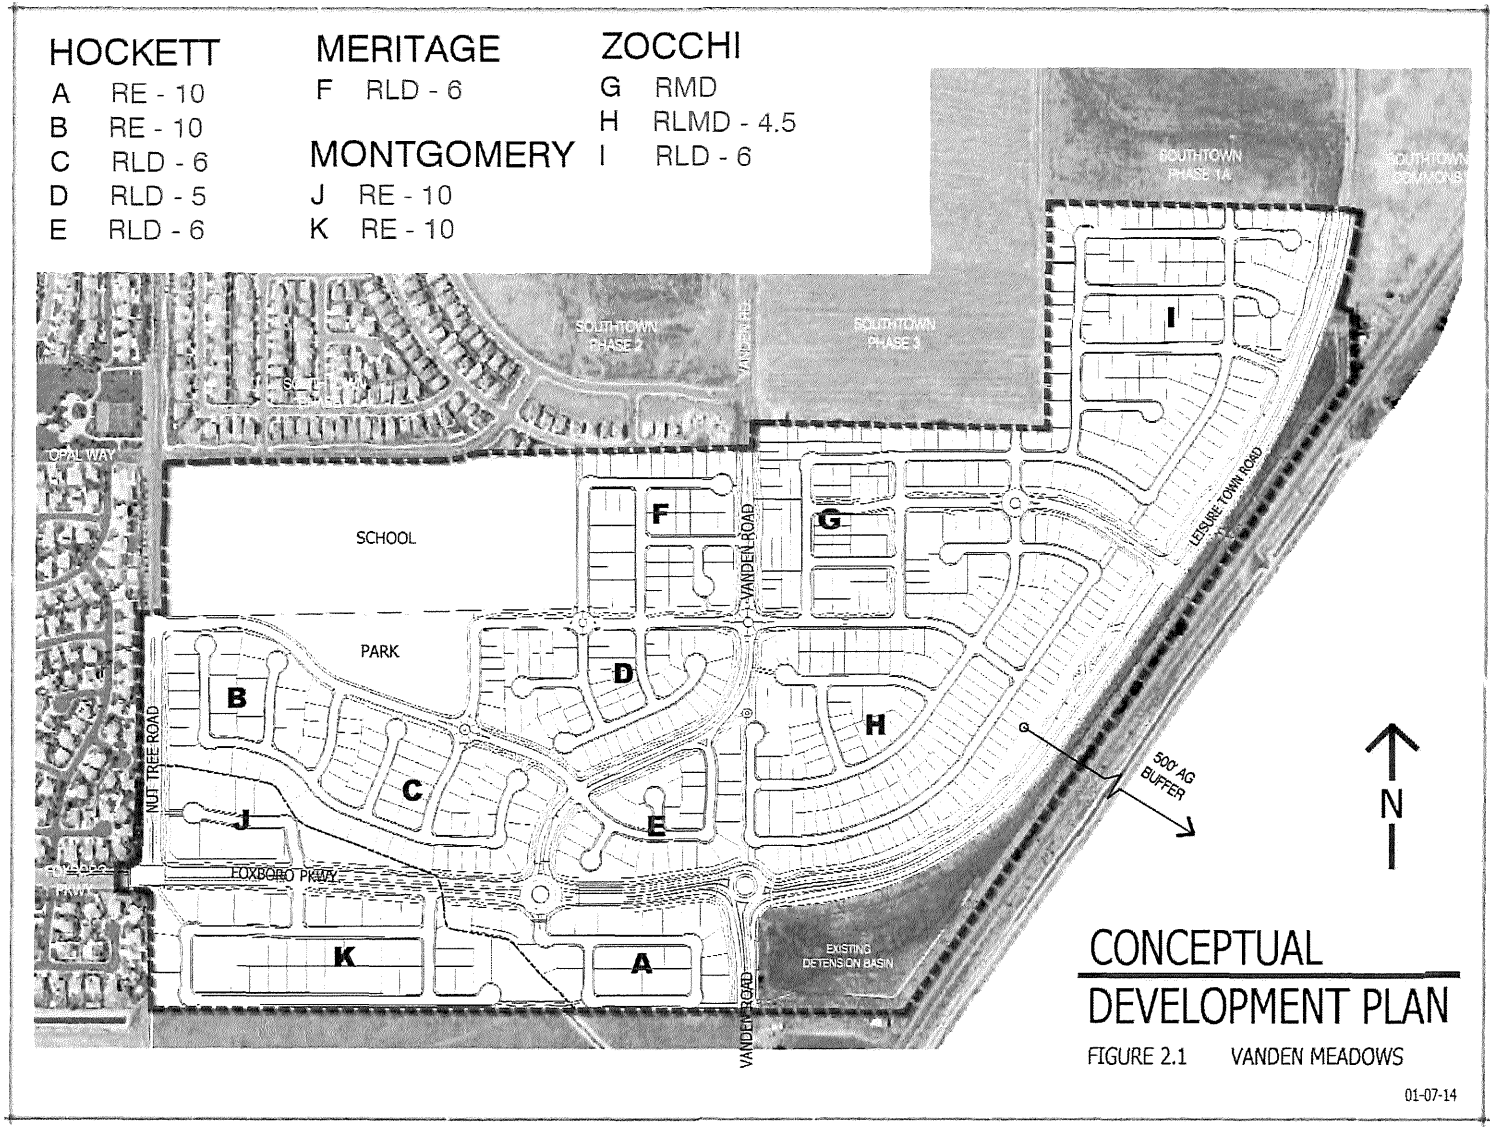 HOCKETT
A RE - 10
B RE - 10
C RLD - 6
D RLD - 5
E RLD - 6
MERITAGE
F RLD - 6
MONTGOMERY
J RE - 10
K RE - 10
ZOCCHI
G RMD
H RLMD - 4.5
I RLD - 6
SOUTHTOWN
PHASE 1A
SOUTHTOWN
COMMONS
SOUTHTOWN
PHASE 2
VANDEN RD
SOUTHTOWN
PHASE 3
I
SOUTHTOWN
OPAL WAY
LEISURE TOWN ROAD
SCHOOL
F
VANDEN ROAD
G
PARK
B
D
H
NUT TREE ROAD
C
500' AG
BUFFER
J
E
N
FOXBORO
PKWY
FOXBORO PKWY
K
A
EXISTING
DETENSION BASIN
VANDEN ROAD
CONCEPTUAL
DEVELOPMENT PLAN
FIGURE 2.1 VANDEN MEADOWS
01-07-14